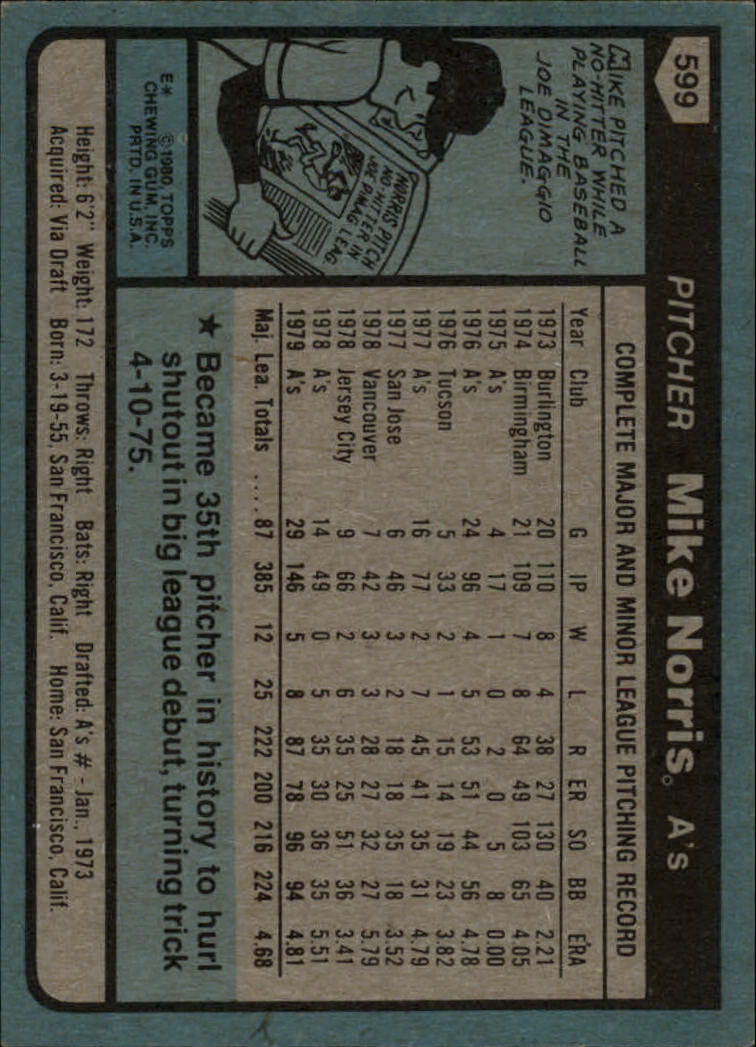 599
PITCHER Mike Norris A's
MIKE PITCHED A
NO-HITTER WHILE
PLAYING BASEBALL
IN THE
JOE DIMAGGIO
LEAGUE.
NORRIS PITCH
NO-HITTER IN
JOE DIMAG LEAG
E* © 1980, TOPPS
CHEWING GUM, INC.
PRTD. IN U.S.A.
COMPLETE MAJOR AND MINOR LEAGUE PITCHING RECORD
Year Club G IP W L R ER SO BB ERA
1973 Burlington 20 110 8 4 38 27 130 40 2.21
1974 Birmingham 21 109 7 8 64 49 103 65 4.05
1975 A's 4 17 1 0 2 0 5 8 0.00
1976 A's 24 96 4 5 53 51 44 56 4.78
1976 Tucson 5 33 2 1 15 14 19 23 3.82
1977 A's 16 77 2 7 45 41 35 31 4.79
1977 San Jose 6 46 3 2 18 18 35 18 3.52
1978 Vancouver 7 42 3 3 28 27 32 27 5.79
1978 Jersey City 9 66 2 6 35 25 51 36 3.41
1978 A's 14 49 0 5 35 30 36 35 5.51
1979 A's 29 146 5 8 87 78 96 94 4.81
Maj. Lea. Totals .... 87 385 12 25 222 200 216 224 4.68
★ Became 35th pitcher in history to hurl
shutout in big league debut, turning trick
4-10-75.
Height: 6'2" Weight: 172 Throws: Right Bats: Right Drafted: A's # - Jan., 1973
Acquired: Via Draft Born: 3-19-55, San Francisco, Calif. Home: San Francisco, Calif.